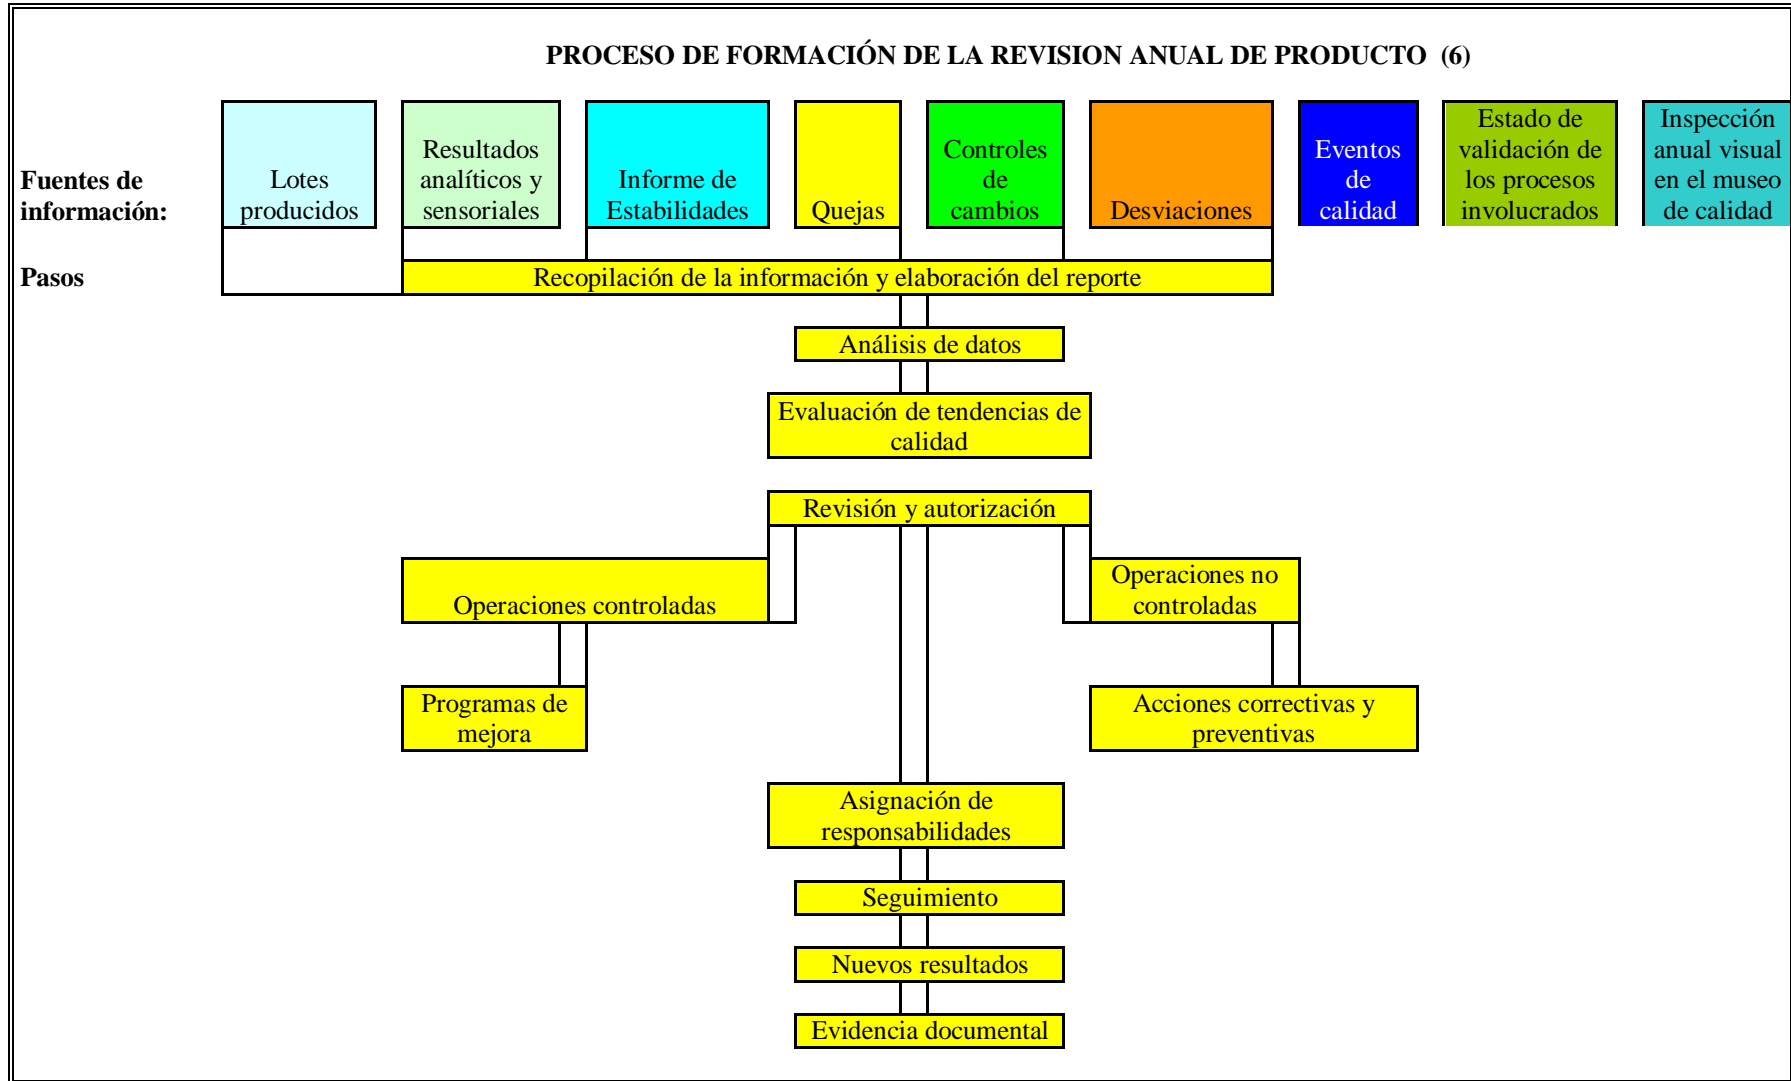 PROCESO DE FORMACIÓN DE LA REVISION ANUAL DE PRODUCTO (6)
Fuentes de
información:
Lotes
producidos
Resultados
analíticos y
sensoriales
Informe de
Estabilidades
Quejas
Controles
de
cambios
Desviaciones
Eventos
de
calidad
Estado de
validación de
los procesos
involucrados
Inspección
anual visual
en el museo
de calidad
Pasos
Recopilación de la información y elaboración del reporte
Análisis de datos
Evaluación de tendencias de
calidad
Revisión y autorización
Operaciones controladas
Operaciones no
controladas
Programas de
mejora
Acciones correctivas y
preventivas
Asignación de
responsabilidades
Seguimiento
Nuevos resultados
Evidencia documental